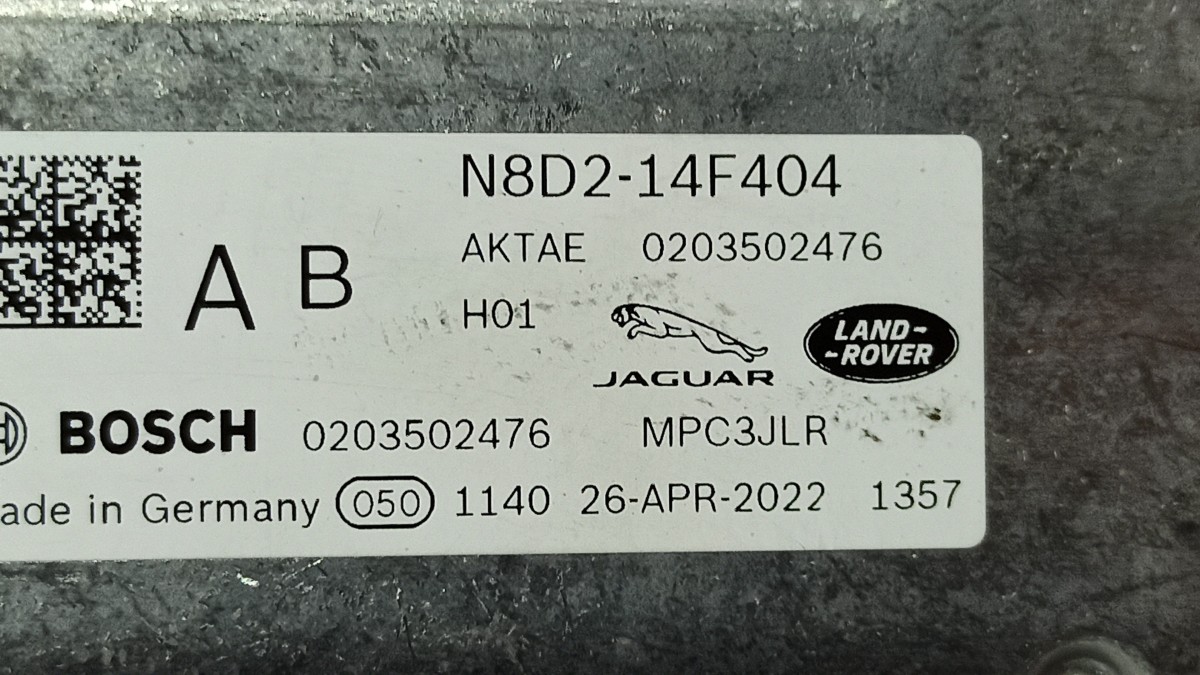 N8D2-14F404
A B AKTAE 0203502476
H01
LAND-
-ROVER
JAGUAR
BOSCH 0203502476 MPC3JLR
ade in Germany 050 1140 26-APR-2022 1357